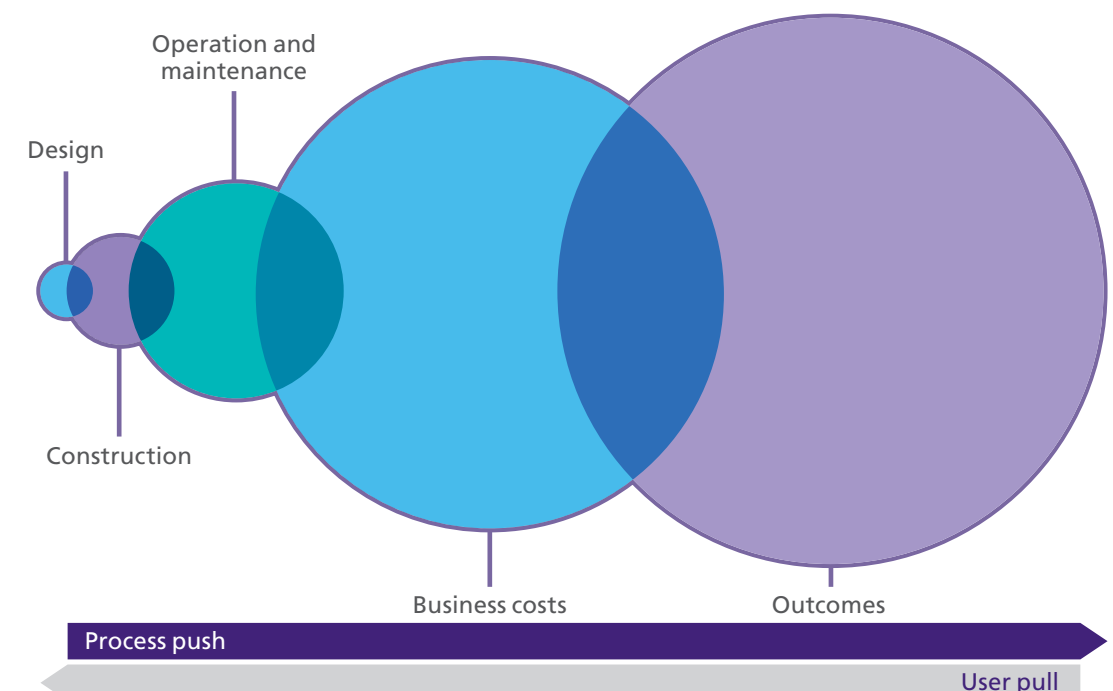 Operation and
maintenance
Design
Construction
Business costs
Outcomes
Process push
User pull